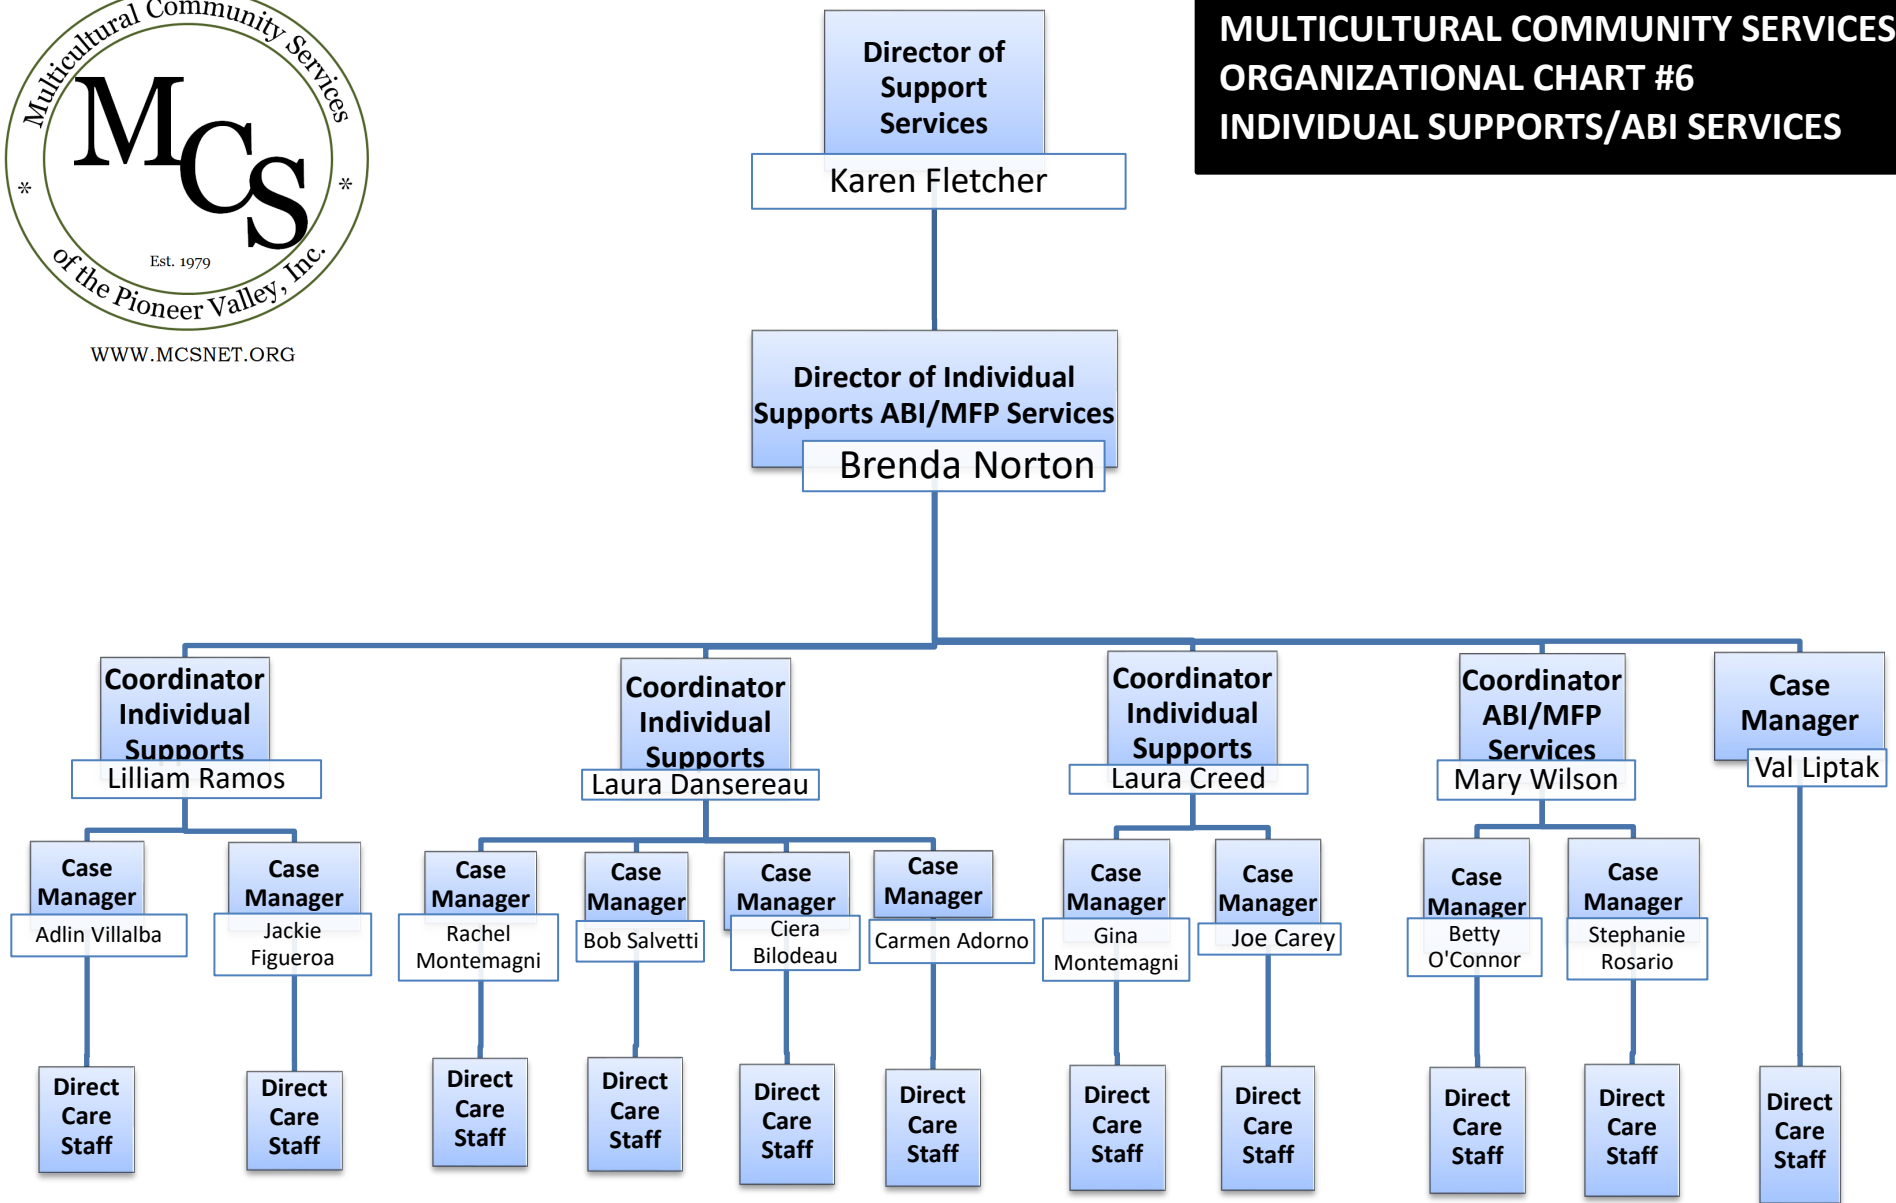 Multicultural Community Services
MCS
Est. 1979
of the Pioneer Valley, Inc.
* *
WWW.MCSNET.ORG
MULTICULTURAL COMMUNITY SERVICES
ORGANIZATIONAL CHART #6
INDIVIDUAL SUPPORTS/ABI SERVICES
Director of
Support
Services
Karen Fletcher
Director of Individual
Supports ABI/MFP Services
Brenda Norton
Coordinator
Individual
Supports
Lilliam Ramos
Coordinator
Individual
Supports
Laura Dansereau
Coordinator
Individual
Supports
Laura Creed
Coordinator
ABI/MFP
Services
Mary Wilson
Case
Manager
Val Liptak
Case
Manager
Adlin Villalba
Case
Manager
Jackie
Figueroa
Case
Manager
Rachel
Montemagni
Case
Manager
Bob Salvetti
Case
Manager
Ciera
Bilodeau
Case
Manager
Carmen Adorno
Case
Manager
Gina
Montemagni
Case
Manager
Joe Carey
Case
Manager
Betty
O'Connor
Case
Manager
Stephanie
Rosario
Direct
Care
Staff
Direct
Care
Staff
Direct
Care
Staff
Direct
Care
Staff
Direct
Care
Staff
Direct
Care
Staff
Direct
Care
Staff
Direct
Care
Staff
Direct
Care
Staff
Direct
Care
Staff
Direct
Care
Staff